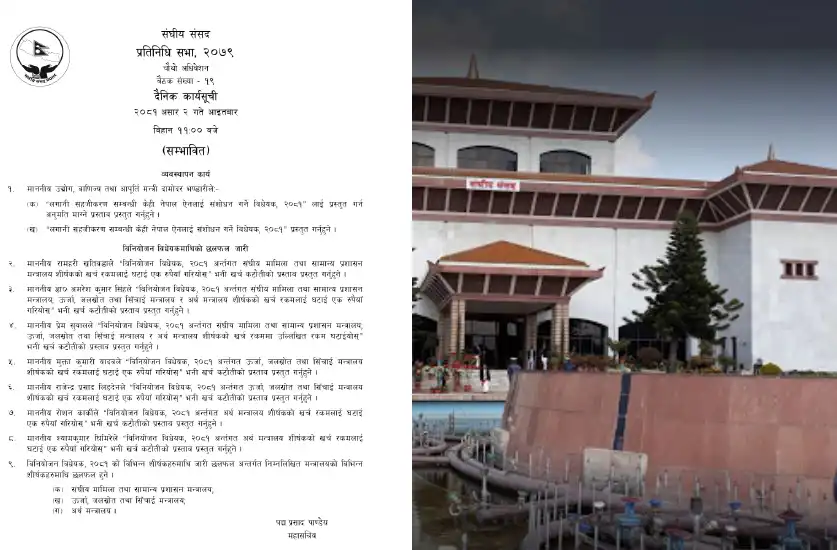 संघीय संसद
प्रतिनिधि सभा, २०७९
चौथो अधिवेशन
बैठक संख्या - १९
दैनिक कार्यसूची
२०८१ असार २ गते आइतबार
बिहान ११:०० बजे
(सम्भावित)
व्यवस्थापन कार्य
१. माननीय उद्योग, वाणिज्य तथा आपूर्ति मन्त्री दामोदर भण्डारीले:-
(क) "लगानी सहजीकरण सम्बन्धी केही नेपाल ऐनलाई संशोधन गर्ने विधेयक, २०८१" लाई प्रस्तुत गर्न
अनुमति माग्ने प्रस्ताव प्रस्तुत गर्नुहुने ।
(ख) "लगानी सहजीकरण सम्बन्धी केही नेपाल ऐनलाई संशोधन गर्ने विधेयक, २०८१" प्रस्तुत गर्नुहुने ।
विनियोजन विधेयकमाथिको छलफल जारी
२. माननीय रामहरी खतिवडाले "विनियोजन विधेयक, २०८१ अन्तर्गत संघीय मामिला तथा सामान्य प्रशासन
मन्त्रालय शीर्षकको खर्च रकमलाई घटाई एक रुपैयाँ गरियोस्" भनी खर्च कटौतीको प्रस्ताव प्रस्तुत गर्नुहुने ।
३. माननीय डा० अमरेश कुमार सिंहले "विनियोजन विधेयक, २०८१ अन्तर्गत संघीय मामिला तथा सामान्य प्रशासन
मन्त्रालय, ऊर्जा, जलस्रोत तथा सिँचाई मन्त्रालय र अर्थ मन्त्रालय शीर्षकको खर्च रकमलाई घटाई एक रुपैयाँ
गरियोस्" भनी खर्च कटौतीको प्रस्ताव प्रस्तुत गर्नुहुने ।
४. माननीय प्रेम सुवालले "विनियोजन विधेयक, २०८१ अन्तर्गत संघीय मामिला तथा सामान्य प्रशासन मन्त्रालय,
ऊर्जा, जलस्रोत तथा सिँचाई मन्त्रालय र अर्थ मन्त्रालय शीर्षकको खर्च रकममा उल्लिखित रकम घटाईयोस्"
भनी खर्च कटौतीको प्रस्ताव प्रस्तुत गर्नुहुने ।
५. माननीय मुक्ता कुमारी यादवले "विनियोजन विधेयक, २०८१ अन्तर्गत ऊर्जा, जलस्रोत तथा सिँचाई मन्त्रालय
शीर्षकको खर्च रकमलाई घटाई एक रुपैयाँ गरियोस्" भनी खर्च कटौतीको प्रस्ताव प्रस्तुत गर्नुहुने ।
६. माननीय राजेन्द्र प्रसाद लिङ्देनले "विनियोजन विधेयक, २०८१ अन्तर्गत ऊर्जा, जलस्रोत तथा सिँचाई मन्त्रालय
शीर्षकको खर्च रकमलाई घटाई एक रुपैयाँ गरियोस्" भनी खर्च कटौतीको प्रस्ताव प्रस्तुत गर्नुहुने ।
७. माननीय रोशन कार्कीले "विनियोजन विधेयक, २०८१ अन्तर्गत अर्थ मन्त्रालय शीर्षकको खर्च रकमलाई घटाई
एक रुपैयाँ गरियोस्" भनी खर्च कटौतीको प्रस्ताव प्रस्तुत गर्नुहुने ।
८. माननीय श्यामकुमार घिमिरेले "विनियोजन विधेयक, २०८१ अन्तर्गत अर्थ मन्त्रालय शीर्षकको खर्च रकमलाई
घटाई एक रुपैयाँ गरियोस्" भनी खर्च कटौतीको प्रस्ताव प्रस्तुत गर्नुहुने ।
९. विनियोजन विधेयक, २०८१ को विभिन्न शीर्षकहरुमाथि जारी छलफल अन्तर्गत निम्नलिखित मन्त्रालयको विभिन्न
शीर्षकहरुमाथि छलफल हुने ।
(क) संघीय मामिला तथा सामान्य प्रशासन मन्त्रालय,
(ख) ऊर्जा, जलस्रोत तथा सिँचाई मन्त्रालय,
(ग) अर्थ मन्त्रालय ।
पद्म प्रसाद पाण्डेय
महासचिव
संघीय संसद